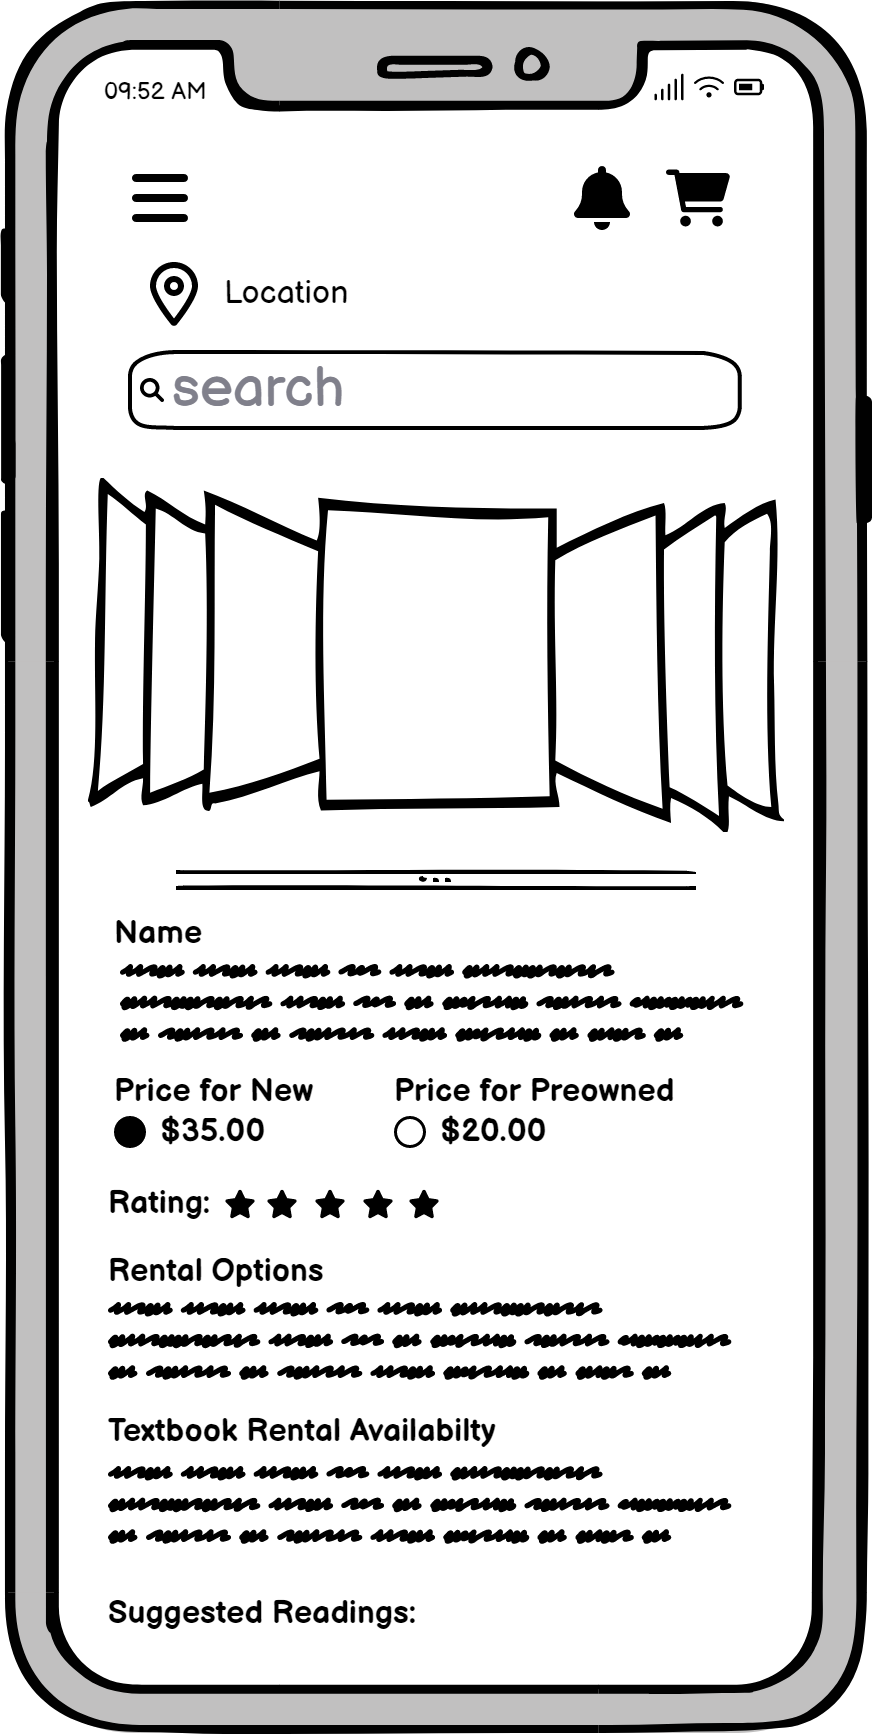 09:52 AM
Location
search
Name
Price for New
Price for Preowned
$35.00
$20.00
Rating:
Rental Options
Textbook Rental Availabilty
Suggested Readings: